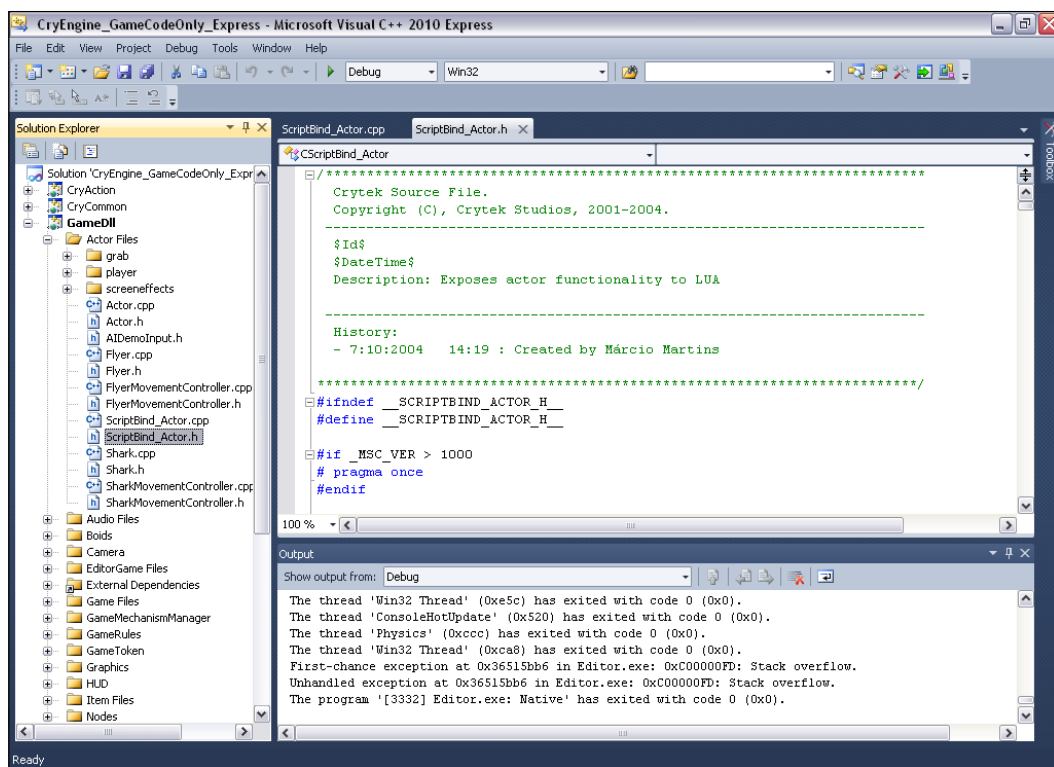 CryEngine_GameCodeOnly_Express - Microsoft Visual C++ 2010 Express
File Edit View Project Debug Tools Window Help
Debug Win32
Solution Explorer
Solution 'CryEngine_GameCodeOnly_Expr
CryAction
CryCommon
GameDll
Actor Files
grab
player
screeneffects
Actor.cpp
Actor.h
AIDemoInput.h
Flyer.cpp
Flyer.h
FlyerMovementController.cpp
FlyerMovementController.h
ScriptBind_Actor.cpp
ScriptBind_Actor.h
Shark.cpp
Shark.h
SharkMovementController.cpp
SharkMovementController.h
Audio Files
Boids
Camera
EditorGame Files
External Dependencies
Game Files
GameMechanismManager
GameRules
GameToken
Graphics
HUD
Item Files
Nodes
ScriptBind_Actor.cpp ScriptBind_Actor.h
CScriptBind_Actor
/*************************************************************************
Crytek Source File.
Copyright (C), Crytek Studios, 2001-2004.
-------------------------------------------------------------------------
$Id$
$DateTime$
Description: Exposes actor functionality to LUA
-------------------------------------------------------------------------
History:
- 7:10:2004 14:19 : Created by Márcio Martins
*************************************************************************/
#ifndef __SCRIPTBIND_ACTOR_H__
#define __SCRIPTBIND_ACTOR_H__
#if _MSC_VER > 1000
# pragma once
#endif
100 %
Output
Show output from: Debug
The thread 'Win32 Thread' (0xe5c) has exited with code 0 (0x0).
The thread 'ConsoleHotUpdate' (0x520) has exited with code 0 (0x0).
The thread 'Physics' (0xccc) has exited with code 0 (0x0).
The thread 'Win32 Thread' (0xca8) has exited with code 0 (0x0).
First-chance exception at 0x36515bb6 in Editor.exe: 0xC00000FD: Stack overflow.
Unhandled exception at 0x36515bb6 in Editor.exe: 0xC00000FD: Stack overflow.
The program '[3332] Editor.exe: Native' has exited with code 0 (0x0).
Toolbox
Ready